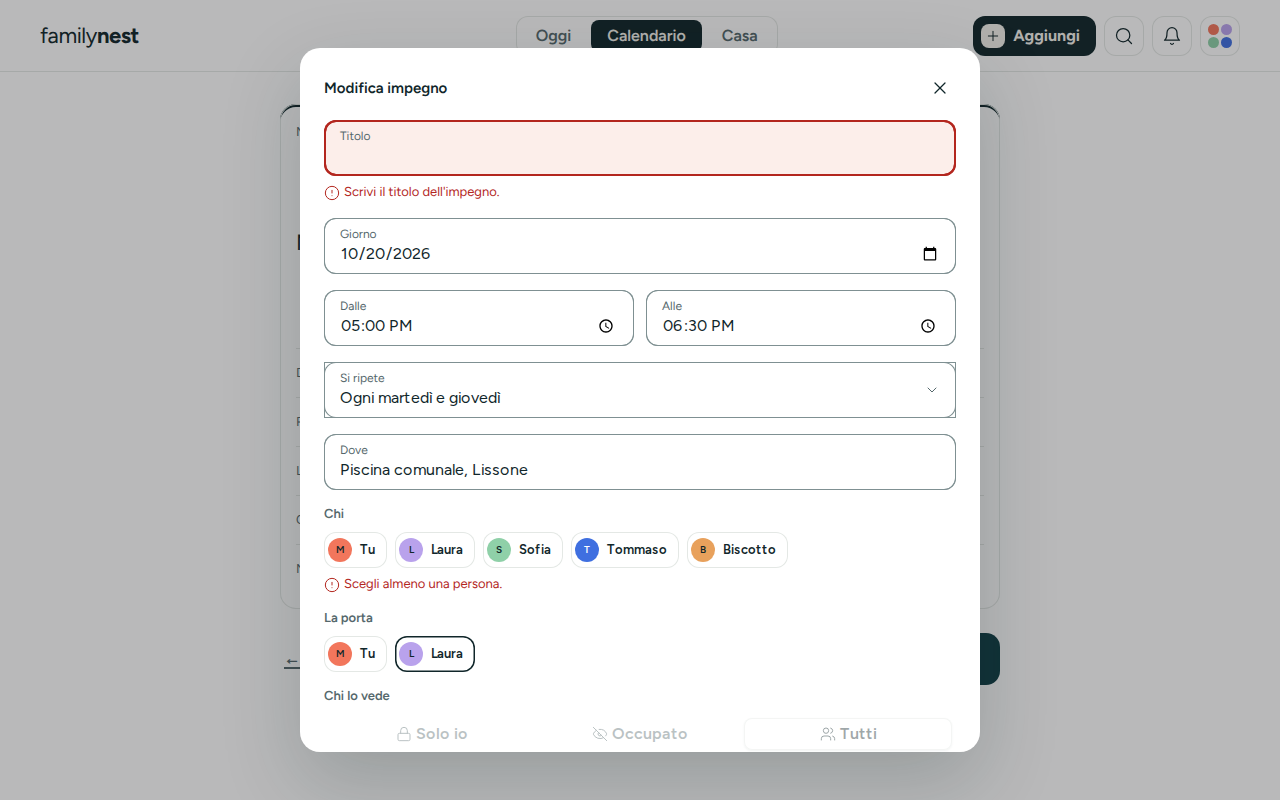 familynest
Oggi Calendario Casa
Aggiungi
Modifica impegno
Titolo
Scrivi il titolo dell'impegno.
Giorno
10/20/2026
Dalle Alle
05:00 PM 06:30 PM
Si ripete
Ogni martedì e giovedì
Dove
Piscina comunale, Lissone
Chi
M Tu L Laura S Sofia T Tommaso B Biscotto
Scegli almeno una persona.
La porta
M Tu L Laura
Chi lo vede
Solo io Occupato Tutti